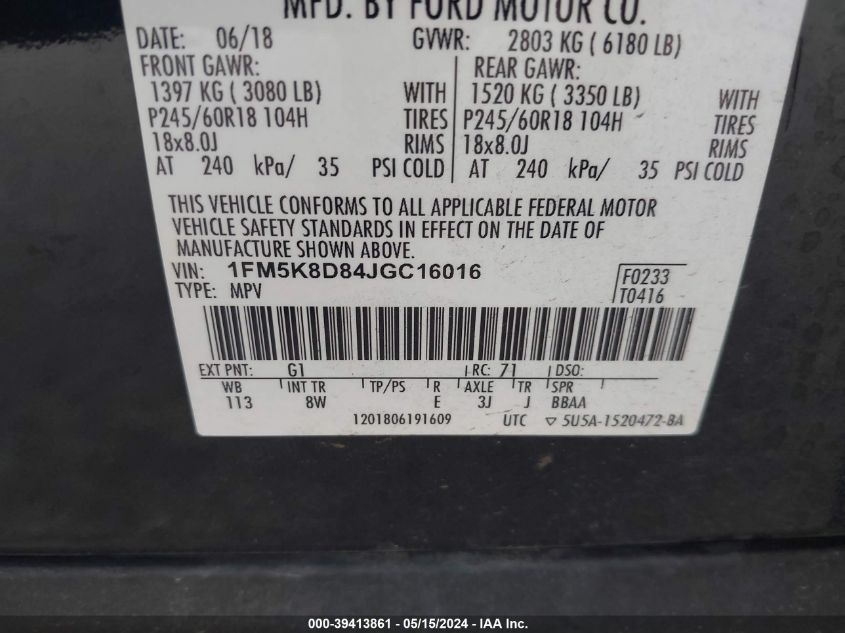 MFD. BY FORD MOTOR CO.
DATE: 06/18 GVWR: 2803 KG ( 6180 LB)
FRONT GAWR: REAR GAWR:
1397 KG ( 3080 LB) WITH 1520 KG ( 3350 LB) WITH
P245/60R18 104H TIRES P245/60R18 104H TIRES
18x8.0J RIMS 18x8.0J RIMS
AT 240 kPa/ 35 PSI COLD AT 240 kPa/ 35 PSI COLD
THIS VEHICLE CONFORMS TO ALL APPLICABLE FEDERAL MOTOR
VEHICLE SAFETY STANDARDS IN EFFECT ON THE DATE OF
MANUFACTURE SHOWN ABOVE.
VIN: 1FM5K8D84JGC16016 F0233
TYPE: MPV T0416
EXT PNT: G1 RC: 71 DSO:
WB INT TR TP/PS R AXLE TR SPR
113 8W E 3J J BBAA
1201806191609 UTC ▽ 5U5A-1520472-BA
000-39413861 / 05/15/2024 - IAA Inc.